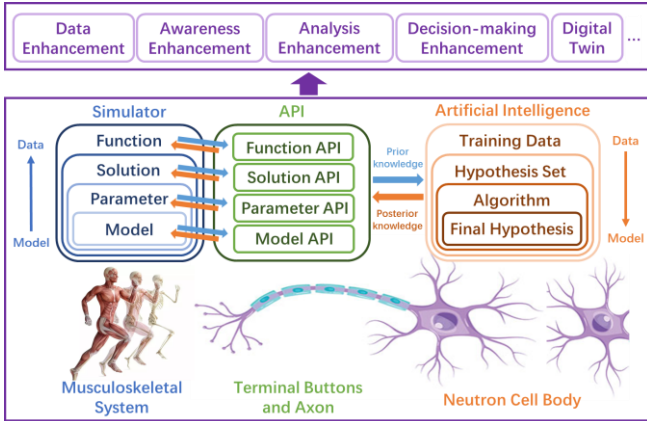 Data
Enhancement
Awareness
Enhancement
Analysis
Enhancement
Decision-making
Enhancement
Digital
Twin
...
Simulator
API
Artificial Intelligence
Data
Model
Function
Solution
Parameter
Model
Function API
Solution API
Parameter API
Model API
Prior
knowledge
Posterior
knowledge
Training Data
Hypothesis Set
Algorithm
Final Hypothesis
Data
Model
Musculoskeletal
System
Terminal Buttons
and Axon
Neutron Cell Body